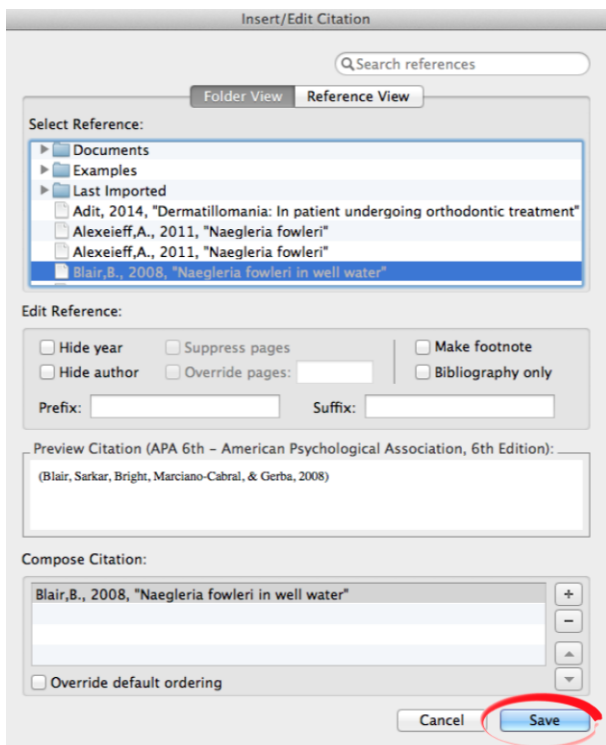 Insert/Edit Citation
Search references
Folder View Reference View
Select Reference:
Documents
Examples
Last Imported
Adit, 2014, "Dermatillomania: In patient undergoing orthodontic treatment"
Alexeieff,A., 2011, "Naegleria fowleri"
Alexeieff,A., 2011, "Naegleria fowleri"
Blair,B., 2008, "Naegleria fowleri in well water"
Edit Reference:
Hide year Suppress pages Make footnote
Hide author Override pages: Bibliography only
Prefix: Suffix:
Preview Citation (APA 6th - American Psychological Association, 6th Edition):
(Blair, Sarkar, Bright, Marciano-Cabral, & Gerba, 2008)
Compose Citation:
Blair,B., 2008, "Naegleria fowleri in well water"
Override default ordering
Cancel Save